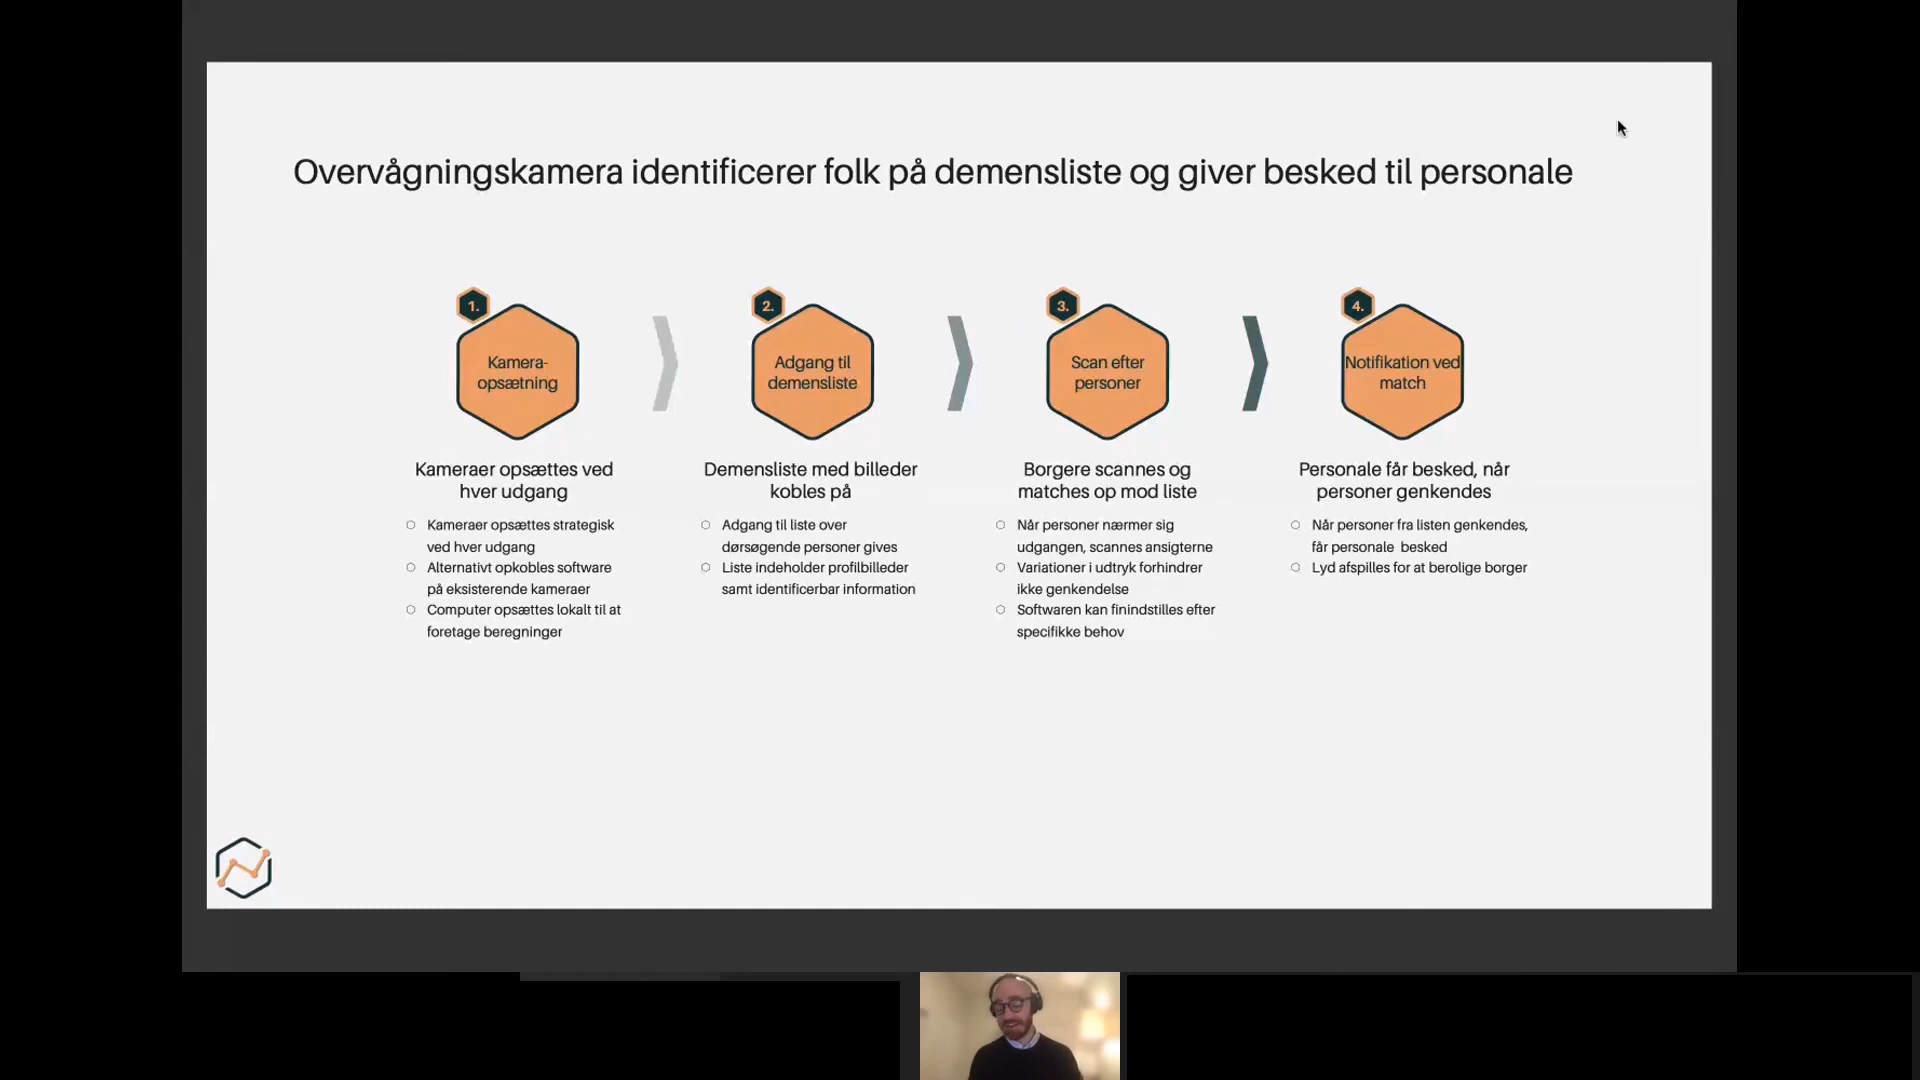 Overvågningskamera identificerer folk på demensliste og giver besked til personale
1.
Kamera-
opsætning
Kameraer opsættes ved
hver udgang
Kameraer opsættes strategisk
ved hver udgang
Alternativt opkobles software
på eksisterende kameraer
Computer opsættes lokalt til at
foretage beregninger
2.
Adgang til
demensliste
Demensliste med billeder
kobles på
Adgang til liste over
dørsøgende personer gives
Liste indeholder profilbilleder
samt identificerbar information
3.
Scan efter
personer
Borgere scannes og
matches op mod liste
Når personer nærmer sig
udgangen, scannes ansigterne
Variationer i udtryk forhindrer
ikke genkendelse
Softwaren kan finindstilles efter
specifikke behov
4.
Notifikation ved
match
Personale får besked, når
personer genkendes
Når personer fra listen genkendes,
får personale besked
Lyd afspilles for at berolige borger